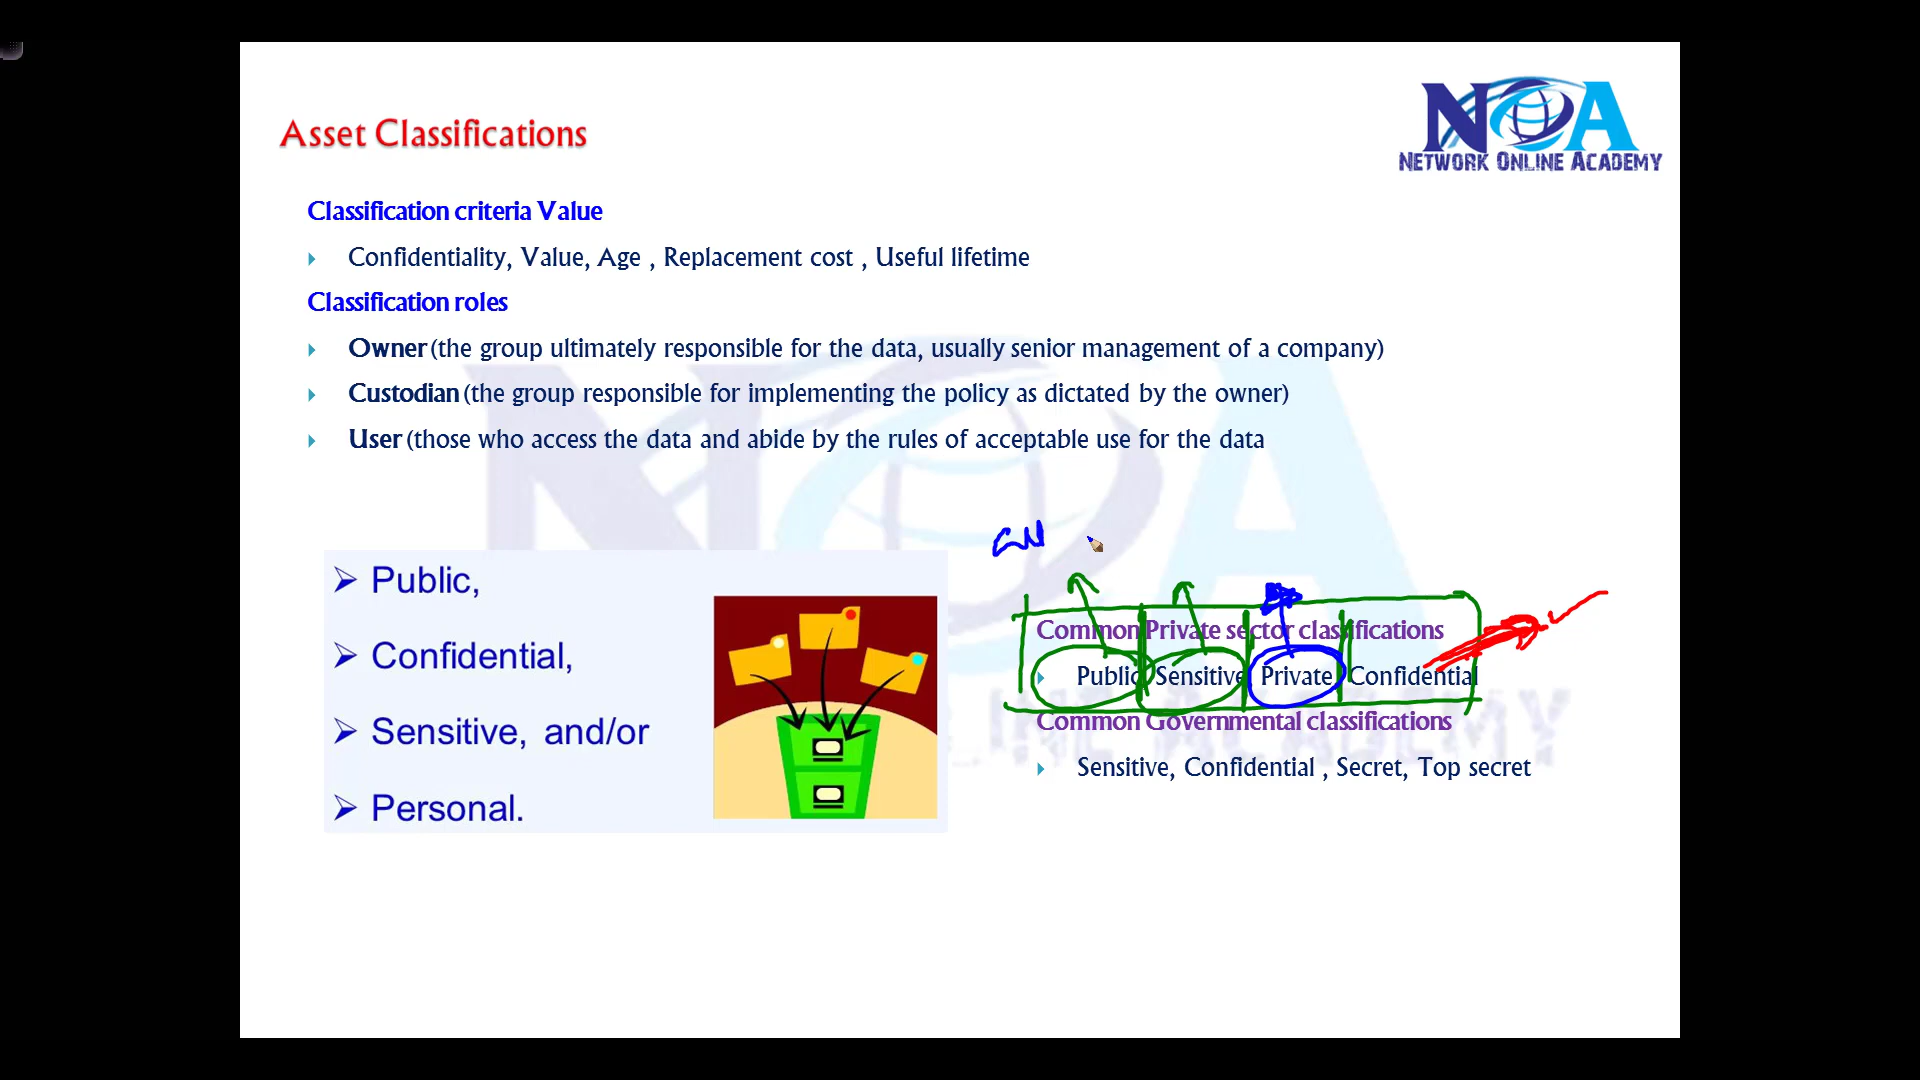 NOA
NETWORK ONLINE ACADEMY
Asset Classifications
Classification criteria Value
Confidentiality, Value, Age , Replacement cost , Useful lifetime
Classification roles
Owner (the group ultimately responsible for the data, usually senior management of a company)
Custodian (the group responsible for implementing the policy as dictated by the owner)
User (those who access the data and abide by the rules of acceptable use for the data
Public,
Confidential,
Sensitive, and/or
Personal.
Common Private sector classifications
Public Sensitive Private Confidential
Common Governmental classifications
Sensitive, Confidential , Secret, Top secret